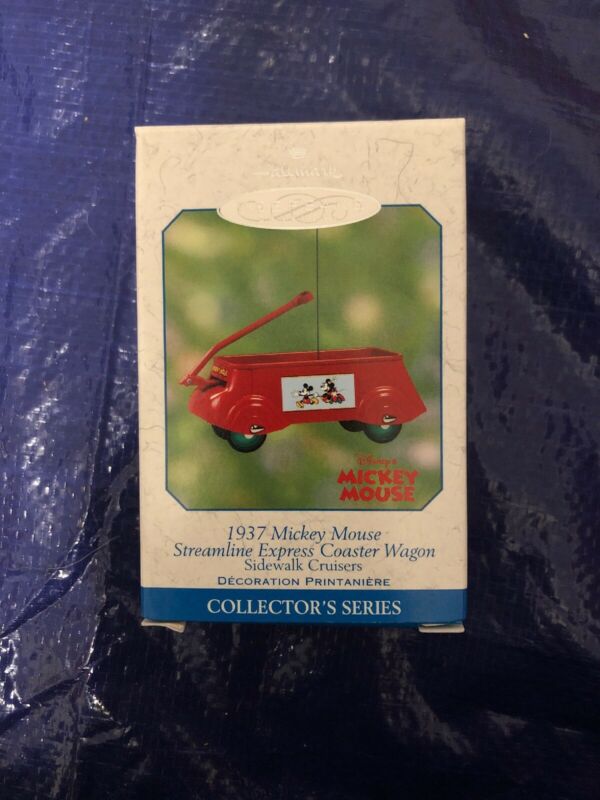 Hallmark
Disney's
MICKEY
MOUSE
1937 Mickey Mouse
Streamline Express Coaster Wagon
Sidewalk Cruisers
DÉCORATION PRINTANIÈRE
COLLECTOR'S SERIES